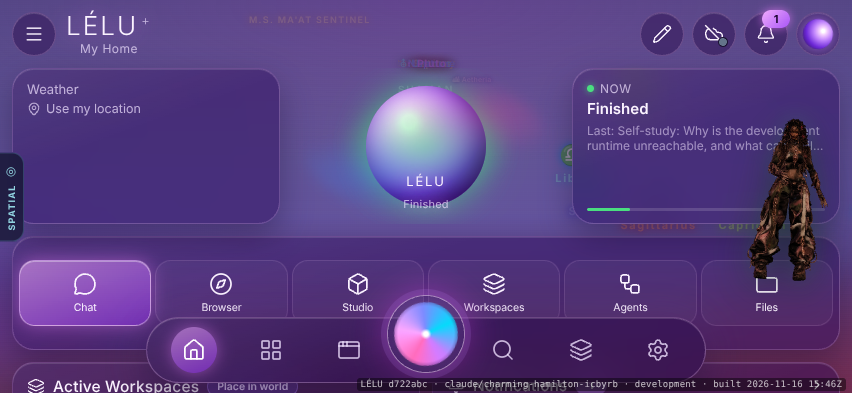 M.S. MA'AT SENTINEL
LÉLU +
My Home
1
Weather
Use my location
LÉLU
Finished
NOW
Finished
Last: Self-study: Why is the development
runtime unreachable, and what
SPATIAL
Sagittarius
Chat
Browser
Studio
Workspaces
Agents
Files
Active Workspaces
Place in world
Notifications
LÉLU d722abc · claude/charming-hamilton-icbyrb · development · built 2026-11-16 15:46Z